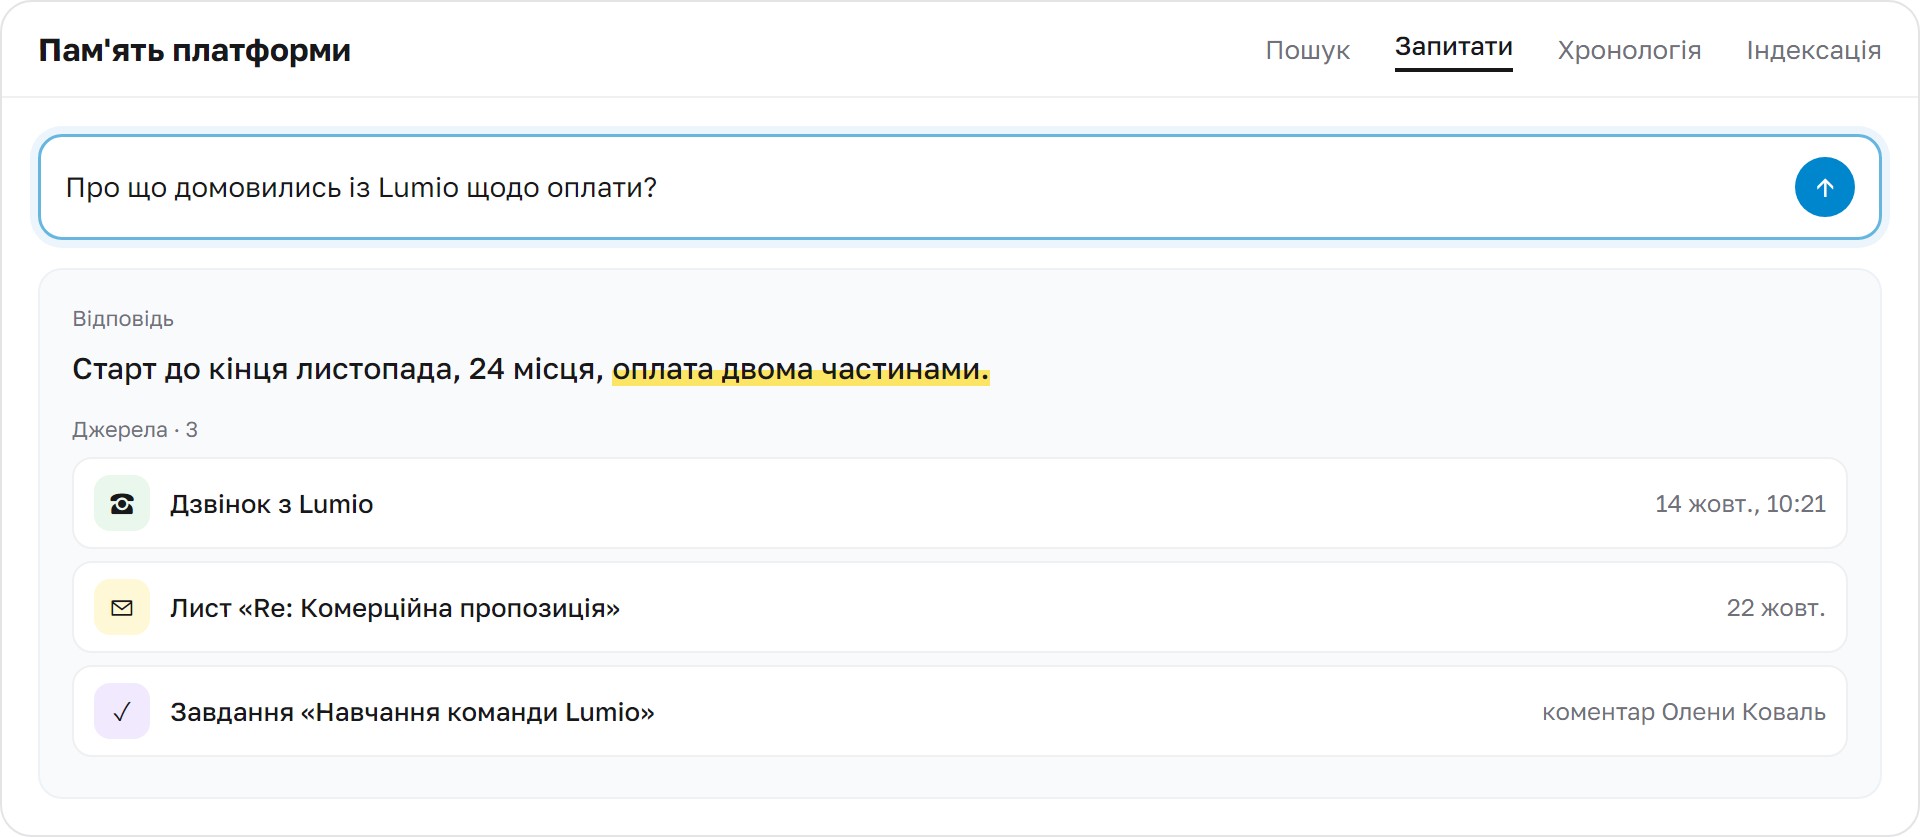 Пам'ять платформи
Пошук
Запитати
Хронологія
Індексація
Про що домовились із Lumio щодо оплати?
Відповідь
Старт до кінця листопада, 24 місця, оплата двома частинами.
Джерела · 3
Дзвінок з Lumio
14 жовт., 10:21
Лист «Re: Комерційна пропозиція»
22 жовт.
Завдання «Навчання команди Lumio»
коментар Олени Коваль